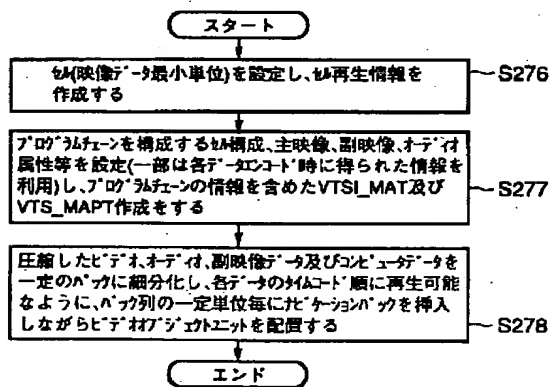 スタート
ｾﾙ(映像ﾃﾞｰﾀ最小単位)を設定し、ｾﾙ再生情報を
作成する
S276
ﾌﾟﾛｸﾞﾗﾑﾁｪｰﾝを構成するｾﾙ構成、主映像、副映像、ｵｰﾃﾞｨｵ
属性等を設定(一部は各ﾃﾞｰﾀｴﾝｺｰﾄﾞ時に得られた情報を
利用)し、ﾌﾟﾛｸﾞﾗﾑﾁｪｰﾝの情報を含めたVTSI_MAT及び
VTS_MAPT作成をする
S277
圧縮したﾋﾞﾃﾞｵ、ｵｰﾃﾞｨｵ、副映像ﾃﾞｰﾀ及びｺﾝﾋﾟｭｰﾀﾃﾞｰﾀを
一定のﾊﾟｯｸに細分化し、各ﾃﾞｰﾀのﾀｲﾑｺｰﾄﾞ順に再生可能
なように、ﾊﾟｯｸ列の一定単位毎にﾅﾋﾞｹﾞｰｼｮﾝﾊﾟｯｸを挿入
しながらﾋﾞﾃﾞｵｵﾌﾞｼﾞｪｸﾄﾕﾆｯﾄを配置する
S278
エンド